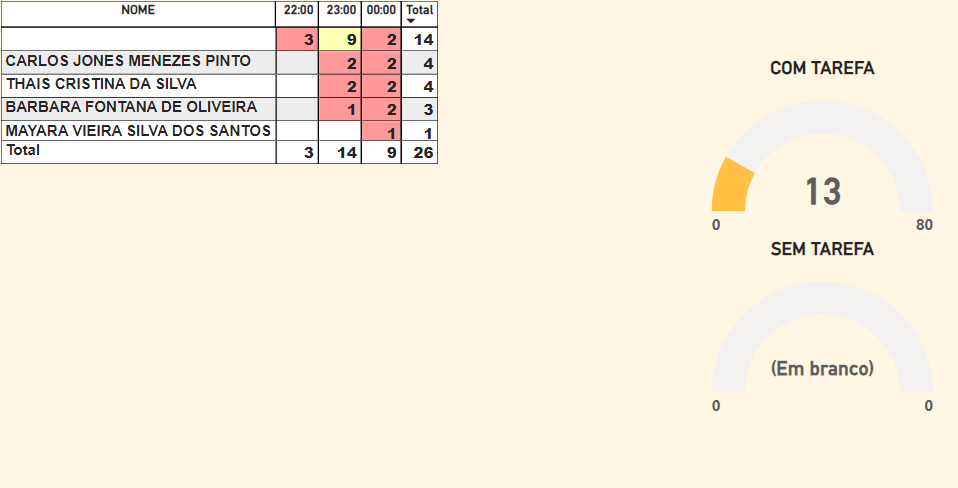 NOME 22:00 23:00 00:00 Total
3 9 2 14
CARLOS JONES MENEZES PINTO 2 2 4
THAIS CRISTINA DA SILVA 2 2 4
BARBARA FONTANA DE OLIVEIRA 1 2 3
MAYARA VIEIRA SILVA DOS SANTOS 1 1
Total 3 14 9 26
COM TAREFA
13
0 80
SEM TAREFA
(Em branco)
0 0